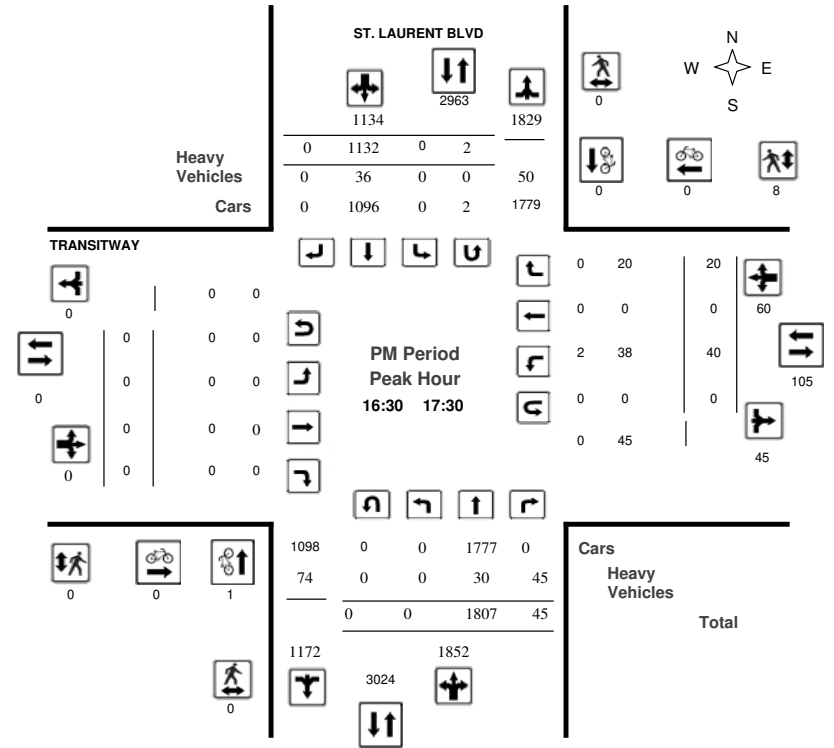 ST. LAURENT BLVD
N
W E
S
2963
0
1134 1829
0 1132 0 2
Heavy
Vehicles 0 36 0 0 50
Cars 0 1096 0 2 1779
0 0 8
TRANSITWAY
0 20 20
0 0 0
0 0 0 60
0 0 0
PM Period
Peak Hour
16:30 17:30
2 38 40
105
0 0 0
0
0 0 0
0 0 0
0 45
45
0
0 0 0
1098 0 0 1777 0 Cars
74 0 0 30 45 Heavy
Vehicles
0 0 1
0 0 1807 45 Total
1172 1852
3024
0